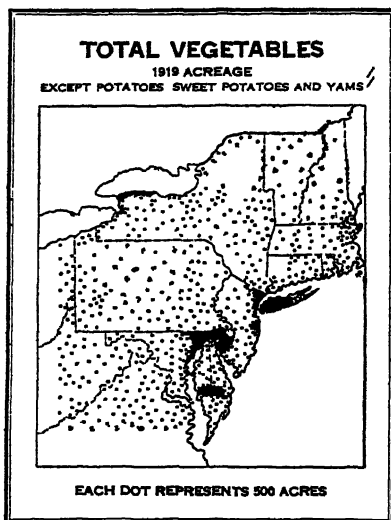 TOTAL VEGETABLES
1919 ACREAGE
EXCEPT POTATOES SWEET POTATOES AND YAMS
EACH DOT REPRESENTS 500 ACRES